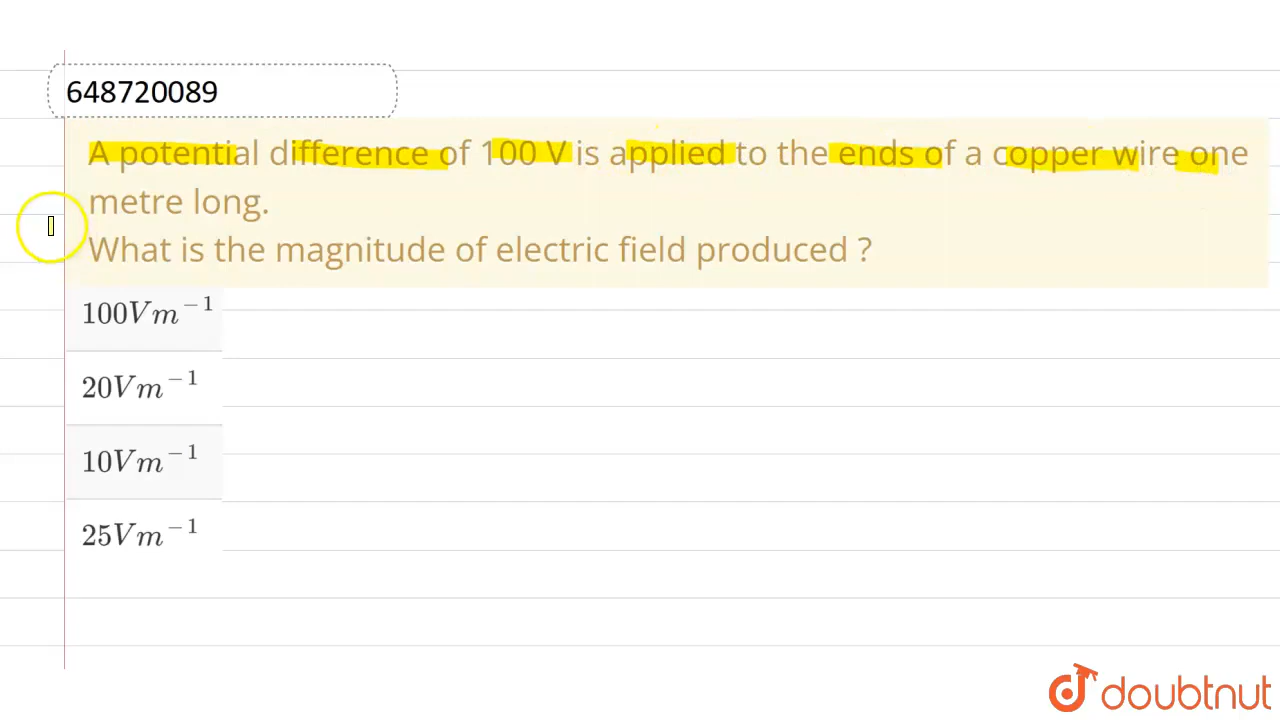 648720089
A potential difference of 100 V is applied to the ends of a copper wire one
metre long.
What is the magnitude of electric field produced ?
100Vm⁻¹
20Vm⁻¹
10Vm⁻¹
25Vm⁻¹
doubtnut